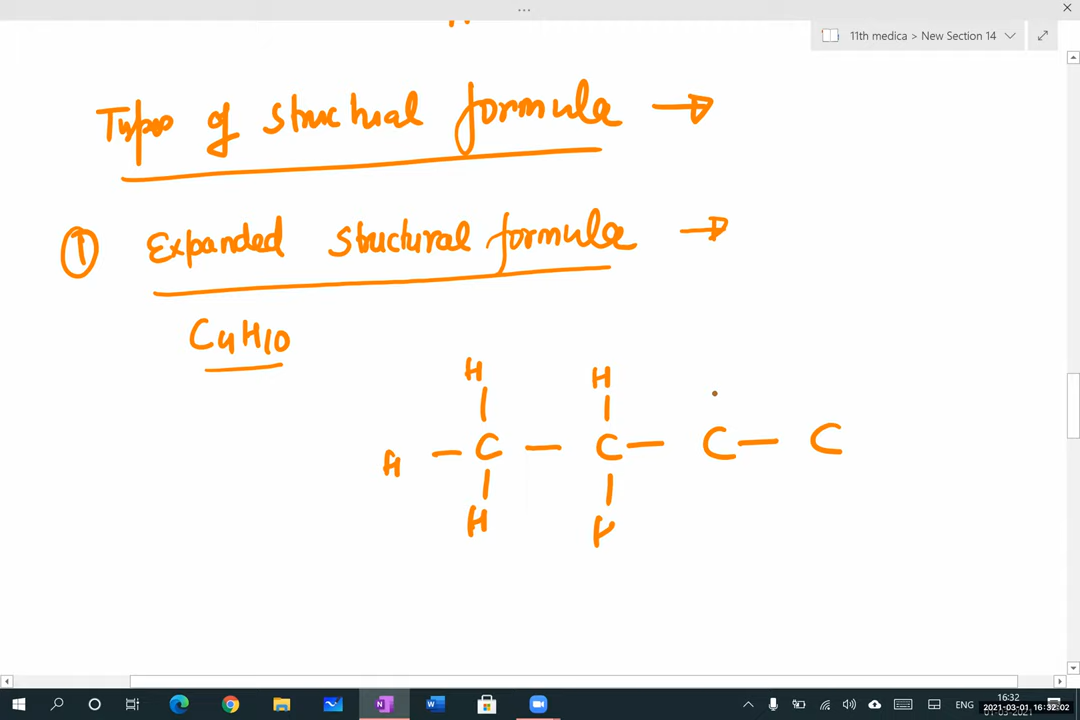 11th medica > New Section 14
Types of structural formula →
① Expanded structural formula →
C4H10
H H
H – C – C – C – C
H H
ENG
16:32
2021-03-01 16:32:02